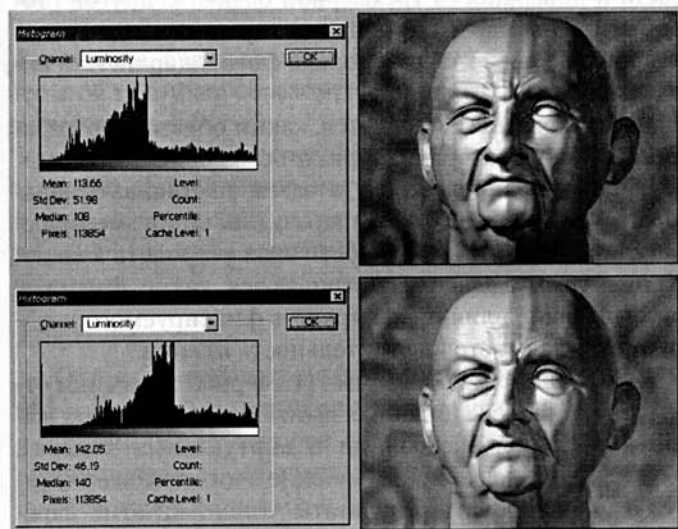 Histogram
Channel: Luminosity OK
Mean: 113.66 Level:
Std Dev: 51.98 Count:
Median: 108 Percentile:
Pixels: 113854 Cache Level: 1
Histogram
Channel: Luminosity OK
Mean: 142.05 Level:
Std Dev: 46.19 Count:
Median: 140 Percentile:
Pixels: 113854 Cache Level: 1